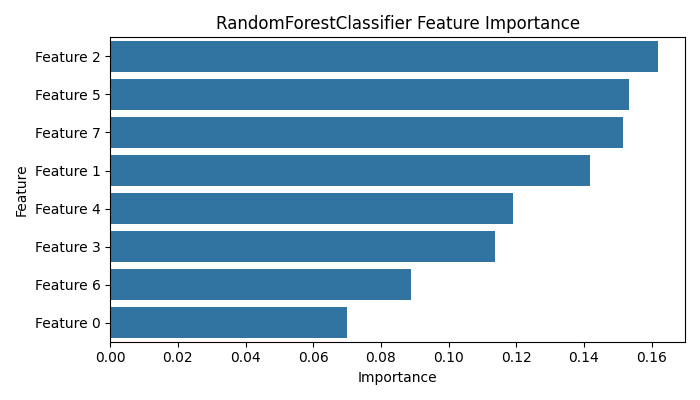 RandomForestClassifier Feature Importance
Feature 2
Feature 5
Feature 7
Feature 1
Feature 4
Feature 3
Feature 6
Feature 0
Feature
0.00 0.02 0.04 0.06 0.08 0.10 0.12 0.14 0.16
Importance